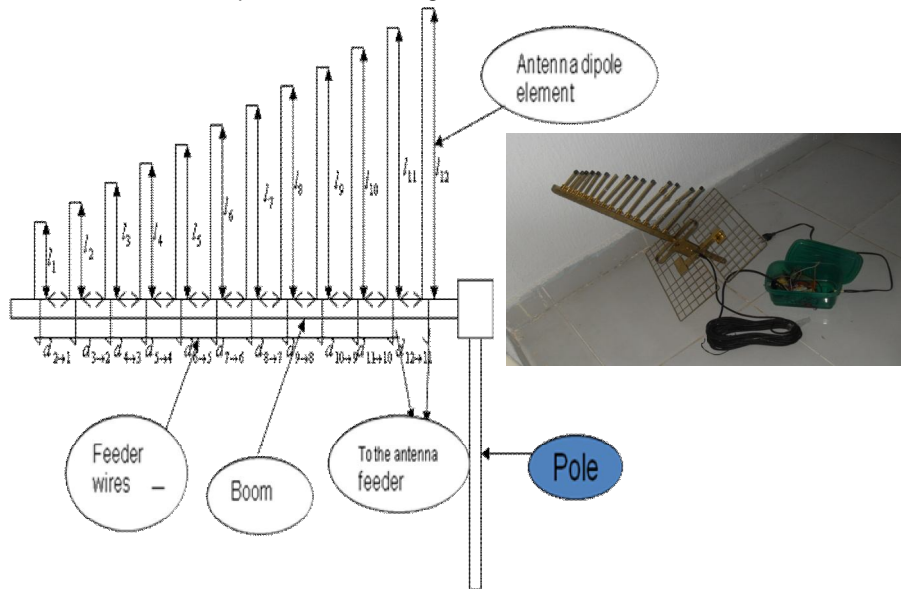 Antenna dipole
element
l₁
l₂
l₃
l₄
l₅
l₆
l₇
l₈
l₉
l₁₀
l₁₁
l₁₂
d₂→₁
d₃→₂
d₄→₃
d₅→₄
d₆→₅
d₇→₆
d₈→₇
d₉→₈
d₁₀→₉
d₁₁→₁₀
d₁₂→₁₁
Feeder
wires –
Boom
To the antenna
feeder
Pole